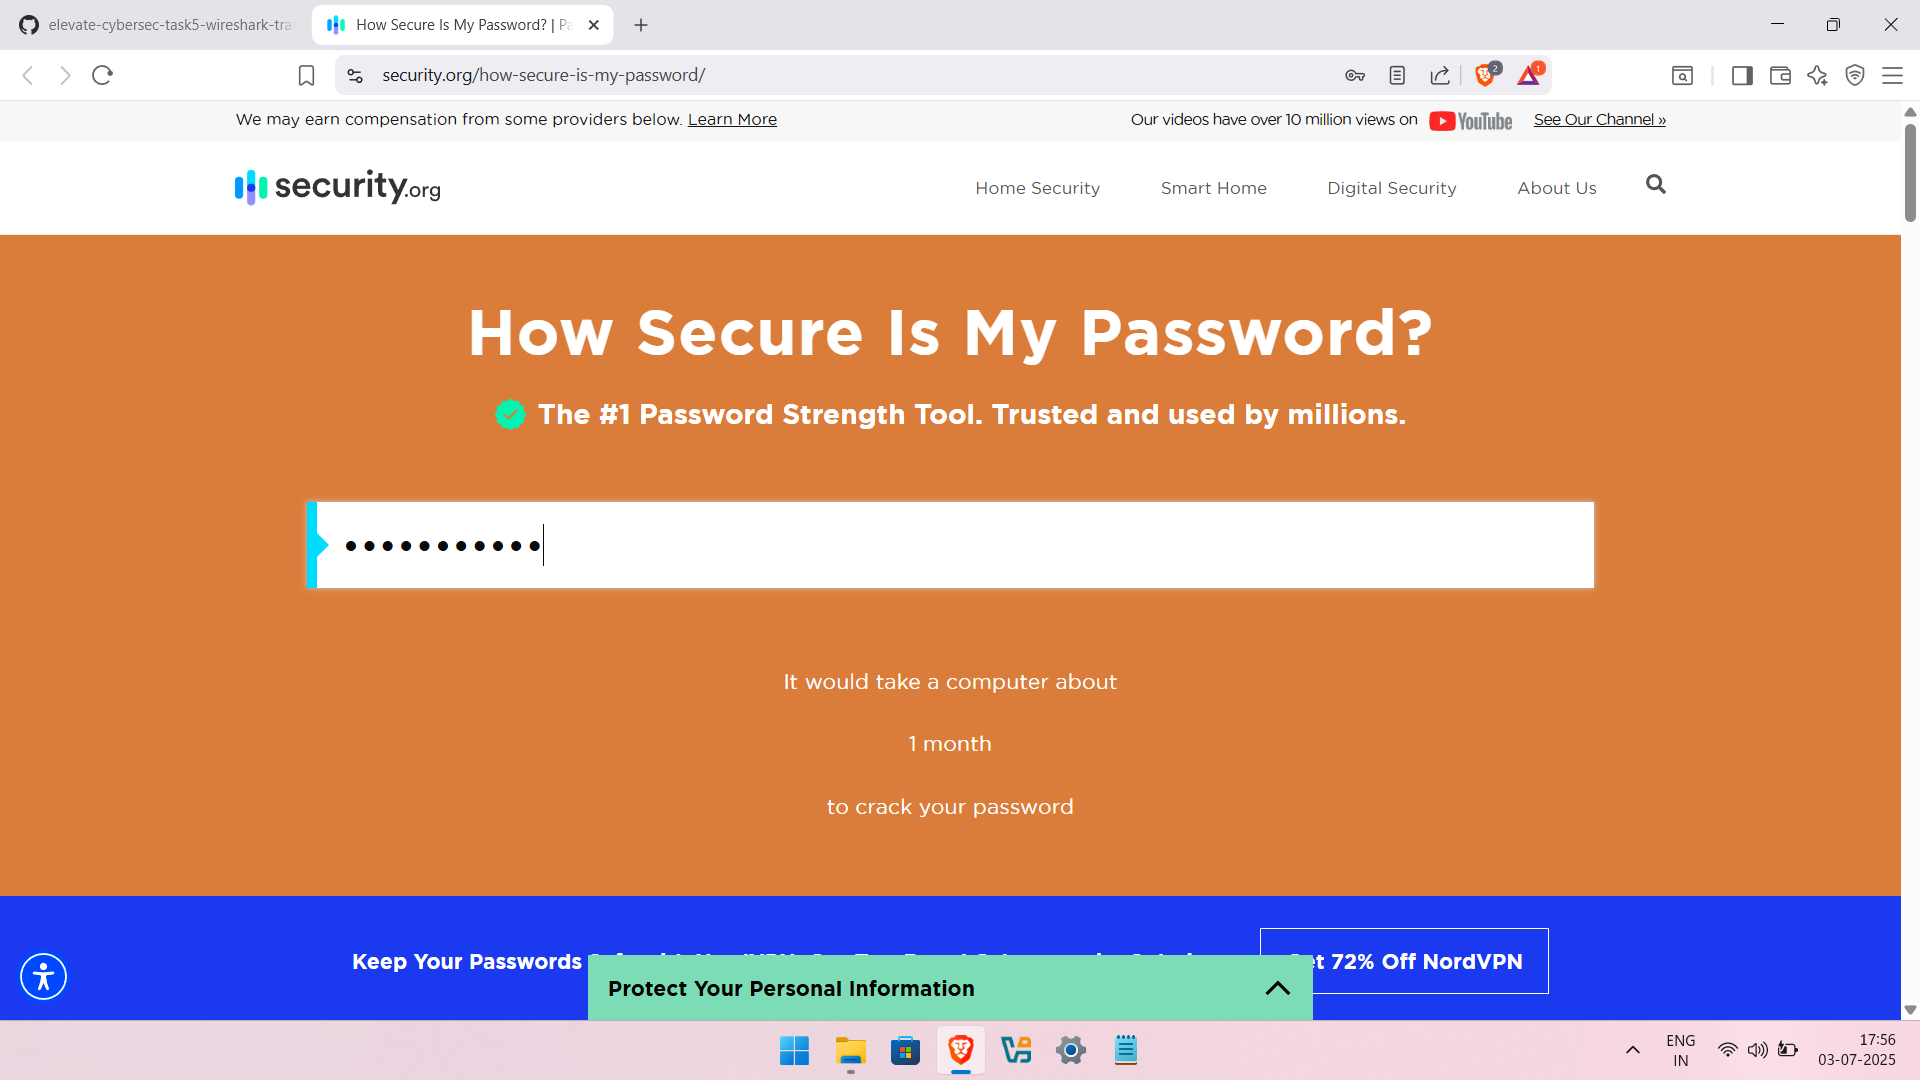 elevate-cybersec-task5-wireshark-tra
How Secure Is My Password? | Pa
security.org/how-secure-is-my-password/
2
1
We may earn compensation from some providers below. Learn More
Our videos have over 10 million views on YouTube See Our Channel »
security.org
Home Security
Smart Home
Digital Security
About Us
How Secure Is My Password?
The #1 Password Strength Tool. Trusted and used by millions.
•••••••••••
It would take a computer about
1 month
to crack your password
Keep Your Passwords
72% Off NordVPN
Protect Your Personal Information
ENG
IN
17:56
03-07-2025